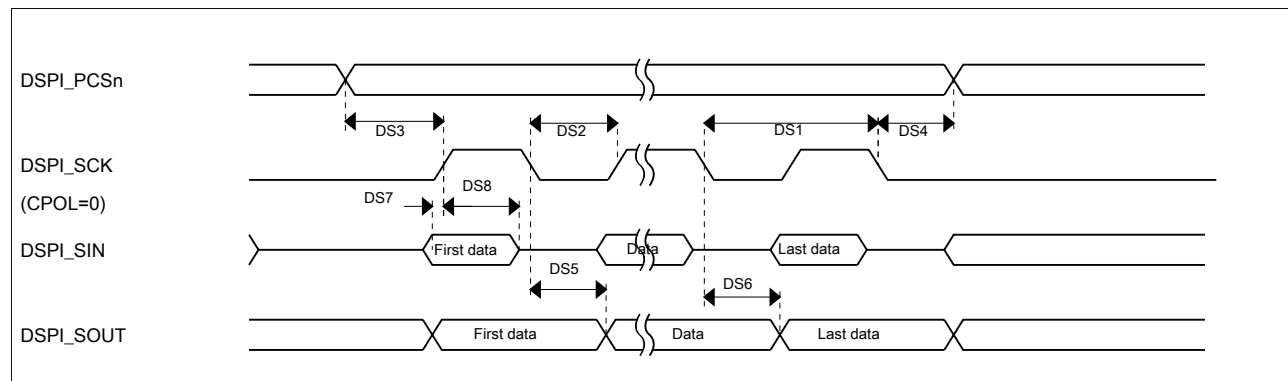 DSPI_PCSn
DS3
DS2
DS1
DS4
DSPI_SCK
(CPOL=0)
DS7
DS8
DSPI_SIN
First data
Data
Last data
DS5
DS6
DSPI_SOUT
First data
Data
Last data